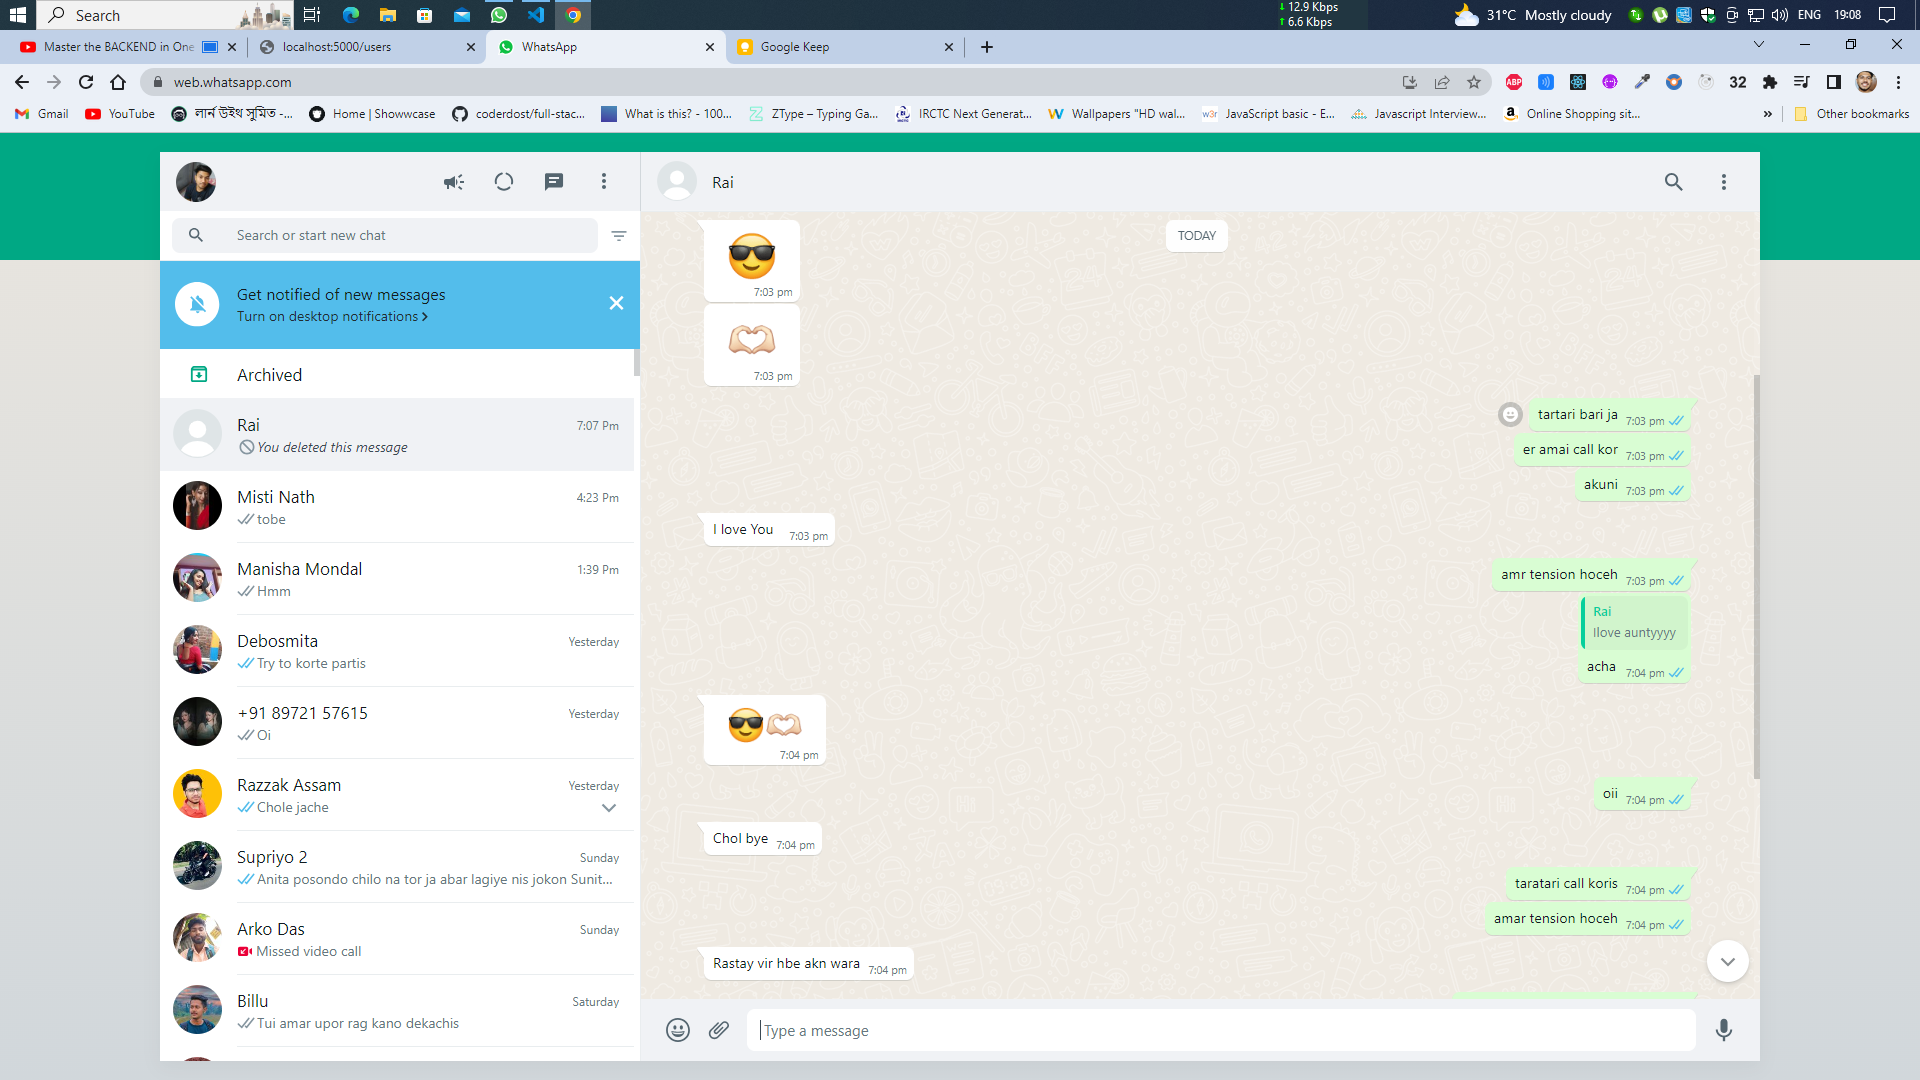 Search
12.9 Kbps
6.6 Kbps
31°C Mostly cloudy
ENG
19:08
Master the BACKEND in One
localhost:5000/users
WhatsApp
Google Keep
web.whatsapp.com
ABP
32
Gmail
YouTube
লার্ন উইথ সুমিত -...
Home | Showwcase
coderdost/full-stac...
What is this? - 100...
ZType – Typing Ga...
IRCTC Next Generat...
Wallpapers "HD wal...
w3r
JavaScript basic - E...
Javascript Interview...
Online Shopping sit...
»
Other bookmarks
Rai
Search or start new chat
Get notified of new messages
Turn on desktop notifications >
Archived
Rai
7:07 Pm
You deleted this message
Misti Nath
4:23 Pm
tobe
Manisha Mondal
1:39 Pm
Hmm
Debosmita
Yesterday
Try to korte partis
+91 89721 57615
Yesterday
Oi
Razzak Assam
Yesterday
Chole jache
Supriyo 2
Sunday
Anita posondo chilo na tor ja abar lagiye nis jokon Sunit...
Arko Das
Sunday
Missed video call
Billu
Saturday
Tui amar upor rag kano dekachis
TODAY
😎
7:03 pm
🫶🏻
7:03 pm
tartari bari ja 7:03 pm
er amai call kor 7:03 pm
akuni 7:03 pm
I love You 7:03 pm
amr tension hoceh 7:03 pm
Rai
Ilove auntyyyy
acha 7:04 pm
😎🫶🏻
7:04 pm
oii 7:04 pm
Chol bye 7:04 pm
taratari call koris 7:04 pm
amar tension hoceh 7:04 pm
Rastay vir hbe akn wara 7:04 pm
Type a message